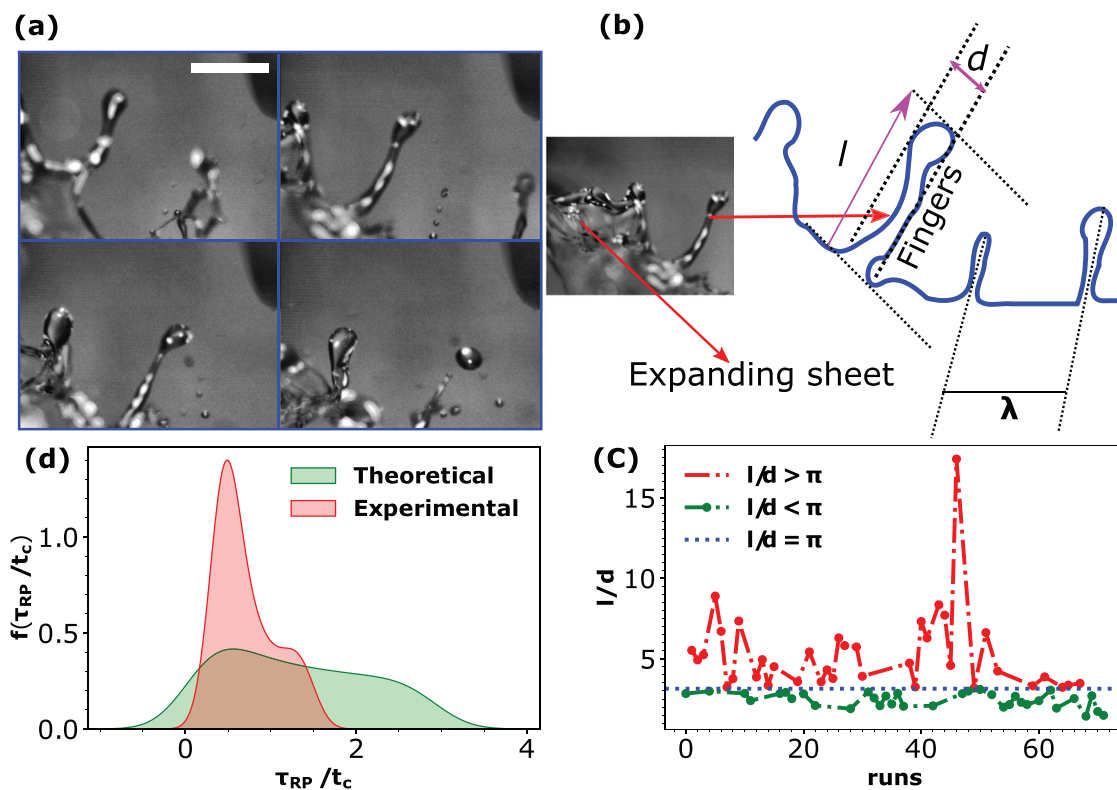 (a)
(b)
d
l
Fingers
Expanding sheet
λ
(d)
Theoretical
Experimental
f(τRP /tc)
1.0
0.5
0.0
0
2
4
τRP /tc
(C)
l/d > π
l/d < π
l/d = π
l/d
15
10
5
0
20
40
60
runs